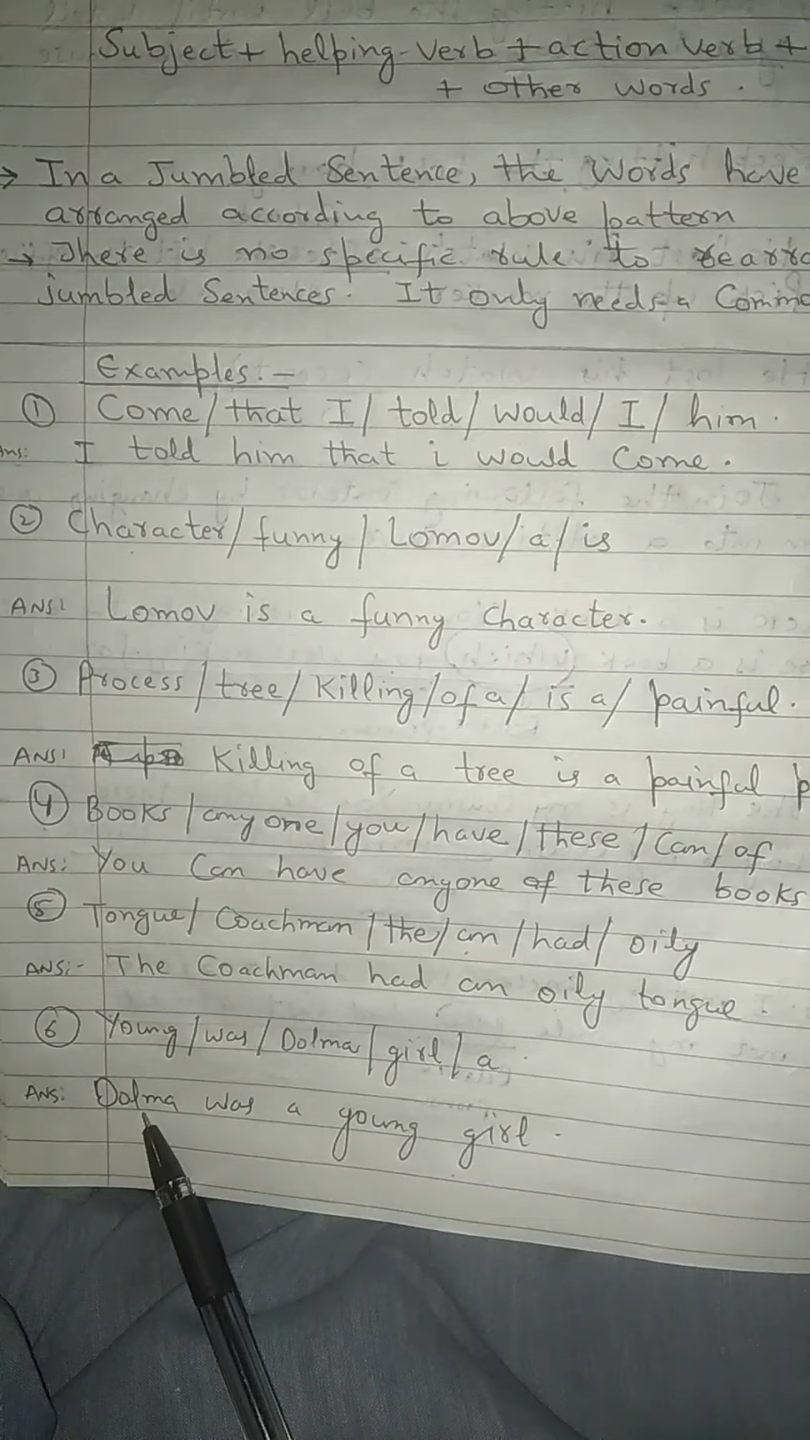 Subject + helping-verb + action verb +
+ other words.
→ In a Jumbled Sentence, the words have
arranged according to above pattern
→ There is no specific rule to rearra
jumbled Sentences. It only needs a Commo
Examples:-
① Come/that I/told/would/I/him.
Ans: I told him that i would Come.
② Character/funny/Lomov/a/is
ANS: Lomov is a funny Character.
③ Process/tree/Killing/of a/is a/painful.
ANS: Killing of a tree is a painful p
④ Books/anyone/you/have/these/Can/of
ANS: You Can have anyone of these books
⑤ Tongue/Coachman/the/an/had/oily
ANS:- The Coachman had an oily tongue.
⑥ Young/was/Dolma/girl/a
ANS: Dolma was a young girl.